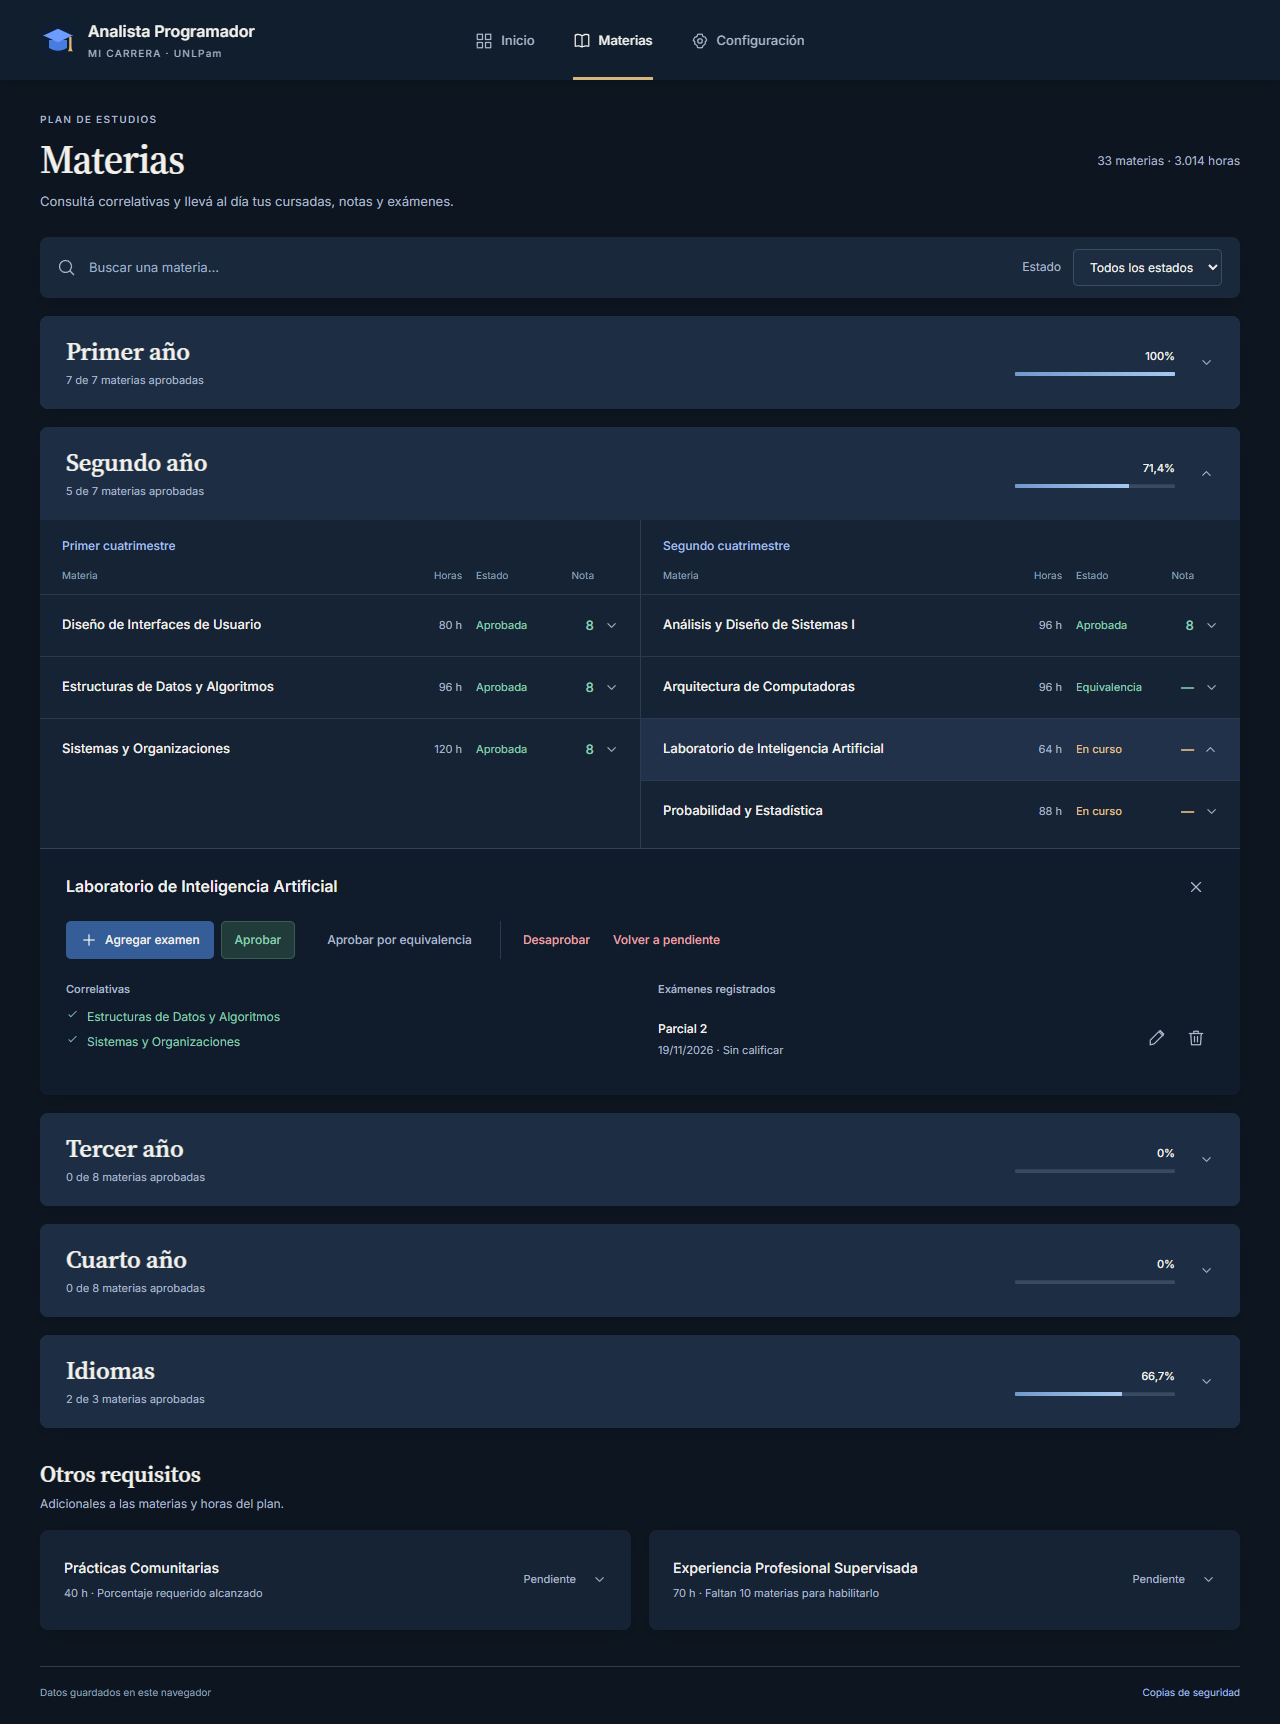 Analista Programador
MI CARRERA · UNLPam
Inicio
Materias
Configuración
PLAN DE ESTUDIOS
Materias
33 materias · 3.014 horas
Consultá correlativas y llevá al día tus cursadas, notas y exámenes.
Buscar una materia...
Estado
Todos los estados
Primer año
7 de 7 materias aprobadas
100%
Segundo año
5 de 7 materias aprobadas
71,4%
Primer cuatrimestre
Materia Horas Estado Nota
Diseño de Interfaces de Usuario 80 h Aprobada 8
Estructuras de Datos y Algoritmos 96 h Aprobada 8
Sistemas y Organizaciones 120 h Aprobada 8
Segundo cuatrimestre
Materia Horas Estado Nota
Análisis y Diseño de Sistemas I 96 h Aprobada 8
Arquitectura de Computadoras 96 h Equivalencia —
Laboratorio de Inteligencia Artificial 64 h En curso —
Probabilidad y Estadística 88 h En curso —
Laboratorio de Inteligencia Artificial
Agregar examen
Aprobar
Aprobar por equivalencia
Desaprobar
Volver a pendiente
Correlativas
Estructuras de Datos y Algoritmos
Sistemas y Organizaciones
Exámenes registrados
Parcial 2
19/11/2026 · Sin calificar
Tercer año
0 de 8 materias aprobadas
0%
Cuarto año
0 de 8 materias aprobadas
0%
Idiomas
2 de 3 materias aprobadas
66,7%
Otros requisitos
Adicionales a las materias y horas del plan.
Prácticas Comunitarias
40 h · Porcentaje requerido alcanzado
Pendiente
Experiencia Profesional Supervisada
70 h · Faltan 10 materias para habilitarlo
Pendiente
Datos guardados en este navegador
Copias de seguridad